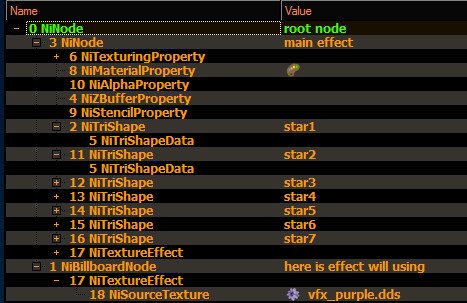 Name Value
0 NiNode root node
3 NiNode main effect
6 NiTexturingProperty
8 NiMaterialProperty
10 NiAlphaProperty
4 NiZBufferProperty
9 NiStencilProperty
2 NiTriShape star1
5 NiTriShapeData
11 NiTriShape star2
5 NiTriShapeData
12 NiTriShape star3
13 NiTriShape star4
14 NiTriShape star5
15 NiTriShape star6
16 NiTriShape star7
17 NiTextureEffect
1 NiBillboardNode here is effect will using
17 NiTextureEffect
18 NiSourceTexture vfx_purple.dds